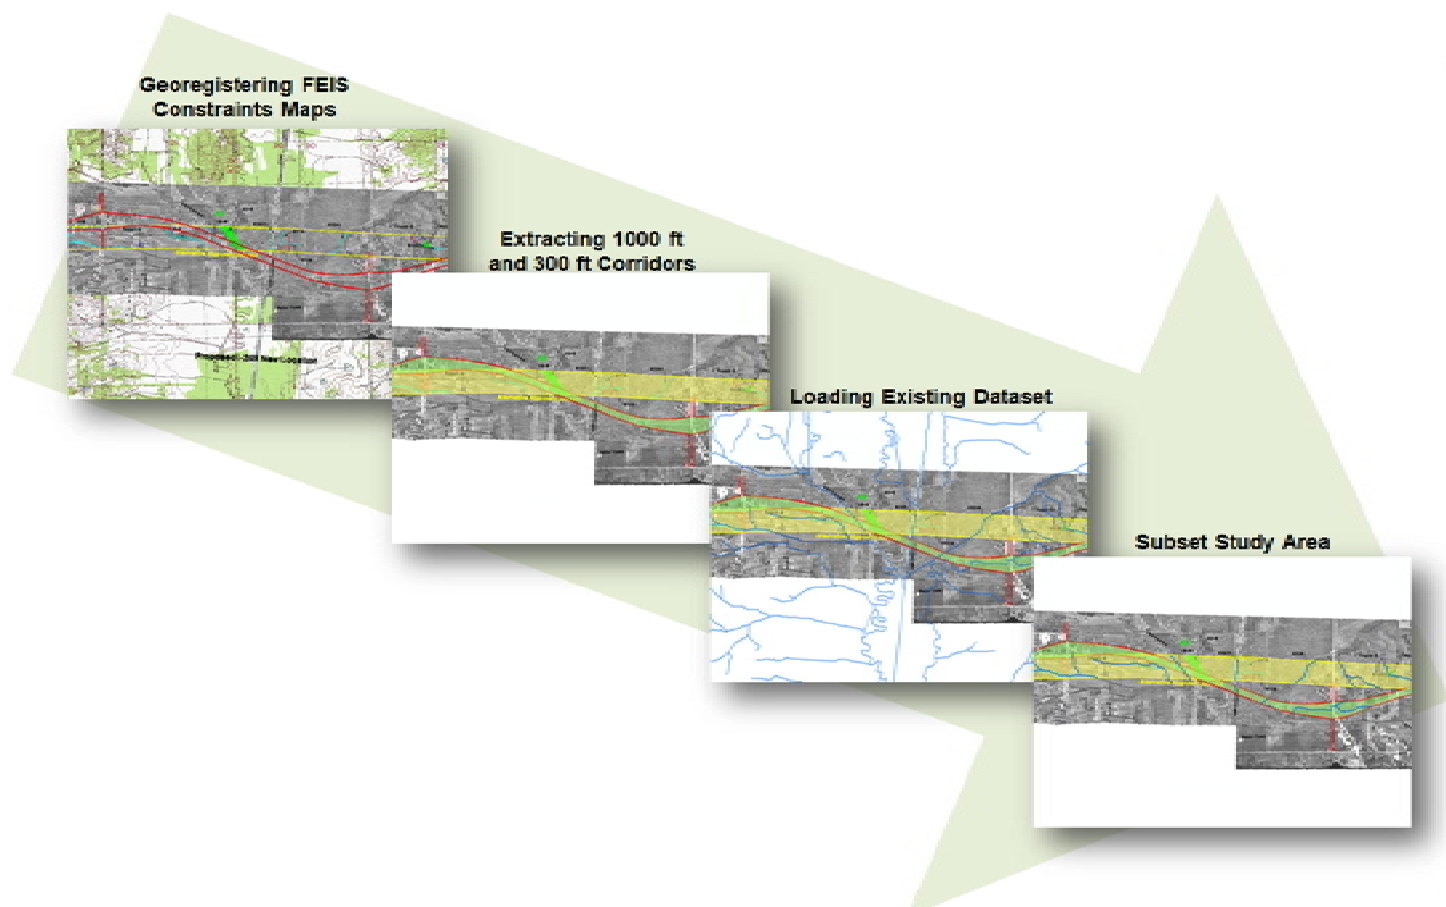 Georegistering FEIS
Constraints Maps
Extracting 1000 ft
and 300 ft Corridors
Loading Existing Dataset
Subset Study Area